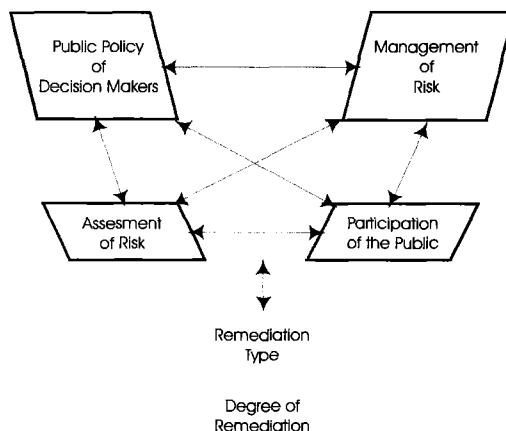 Public Policy
of
Decision Makers
Management
of
Risk
Assesment
of Risk
Participation
of the Public
Remediation
Type
Degree of
Remediation